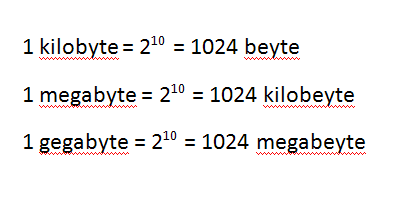 1 kilobyte = 2¹⁰ = 1024 beyte
1 megabyte = 2¹⁰ = 1024 kilobeyte
1 gegabyte = 2¹⁰ = 1024 megabeyte